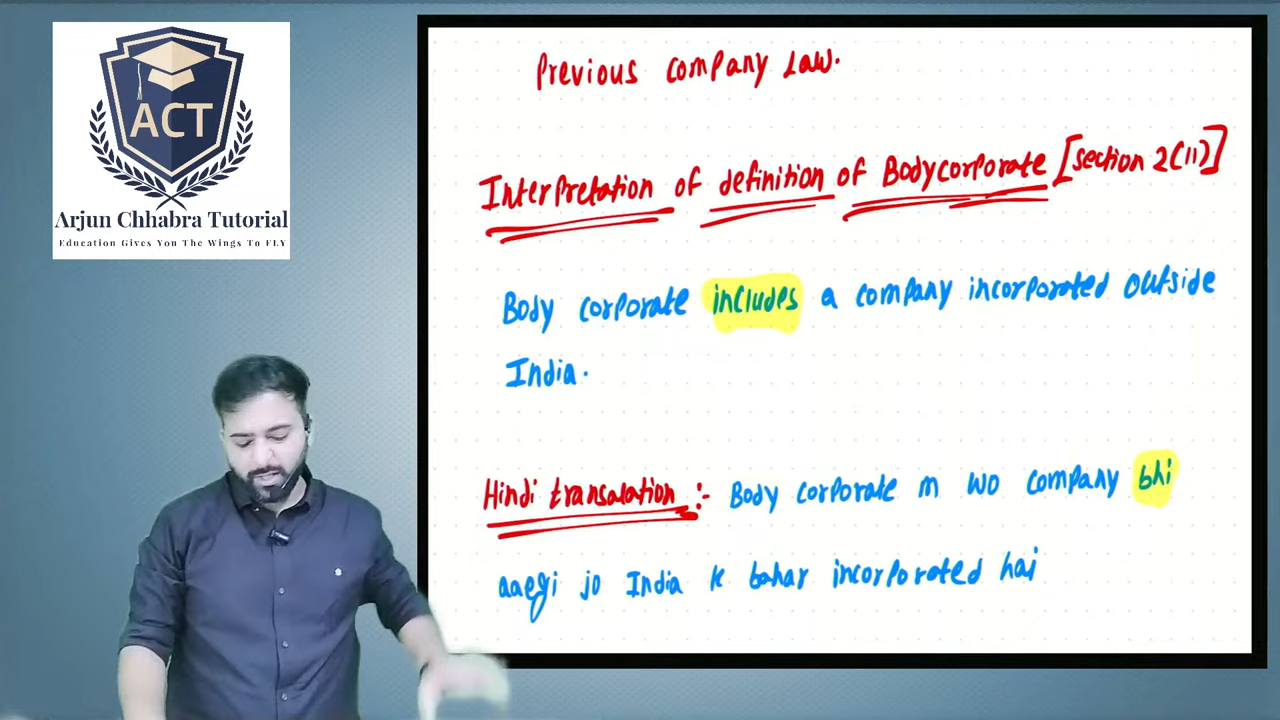 ACT
Arjun Chhabra Tutorial
Education Gives You The Wings To FLY
Previous company Law.
Interpretation of definition of Bodycorporate [section 2(11)]
Body corporate includes a company incorporated outside
India.
Hindi transalation :- Body corporate m wo company bhi
aaegi jo India k bahar incorporated hai